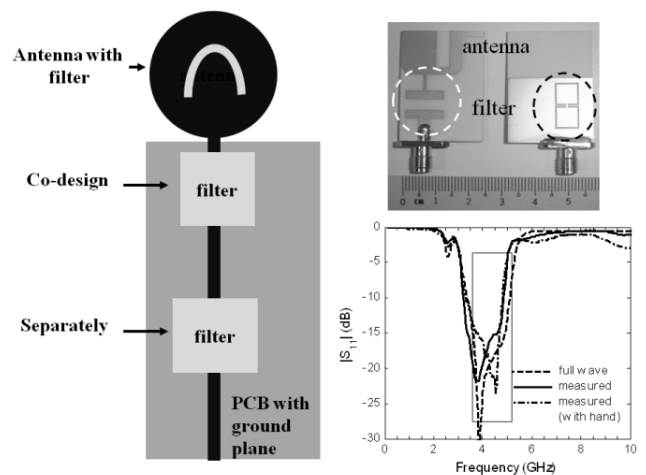 Antenna with
filter
antenna
Co-design
filter
Separately
filter
PCB with
ground
plane
antenna
filter
0 CM 1 2 3 4 5
0
-5
-10
-15
-20
-25
-30
|S11| (dB)
full wave
measured
measured
(with hand)
0 2 4 6 8 10
Frequency (GHz)